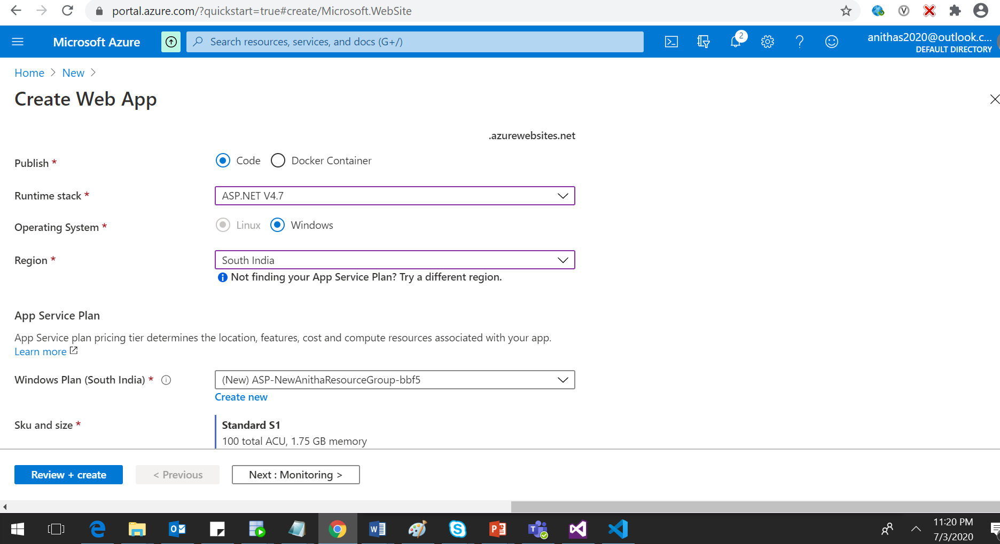 portal.azure.com/?quickstart=true#create/Microsoft.WebSite
Microsoft Azure
Search resources, services, and docs (G+/)
2
anithas2020@outlook.c...
DEFAULT DIRECTORY
Home > New >
Create Web App
.azurewebsites.net
Publish *
Code
Docker Container
Runtime stack *
ASP.NET V4.7
Operating System *
Linux
Windows
Region *
South India
Not finding your App Service Plan? Try a different region.
App Service Plan
App Service plan pricing tier determines the location, features, cost and compute resources associated with your app.
Learn more
Windows Plan (South India) *
(New) ASP-NewAnithaResourceGroup-bbf5
Create new
Sku and size *
Standard S1
100 total ACU, 1.75 GB memory
Review + create
< Previous
Next : Monitoring >
11:20 PM
7/3/2020